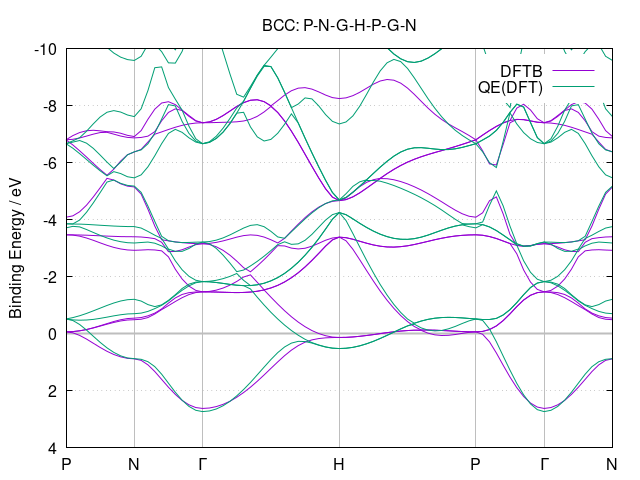 BCC: P-N-G-H-P-G-N
-10
DFTB
QE(DFT)
-8
-6
-4
-2
0
2
4
Binding Energy / eV
P N Γ H P Γ N